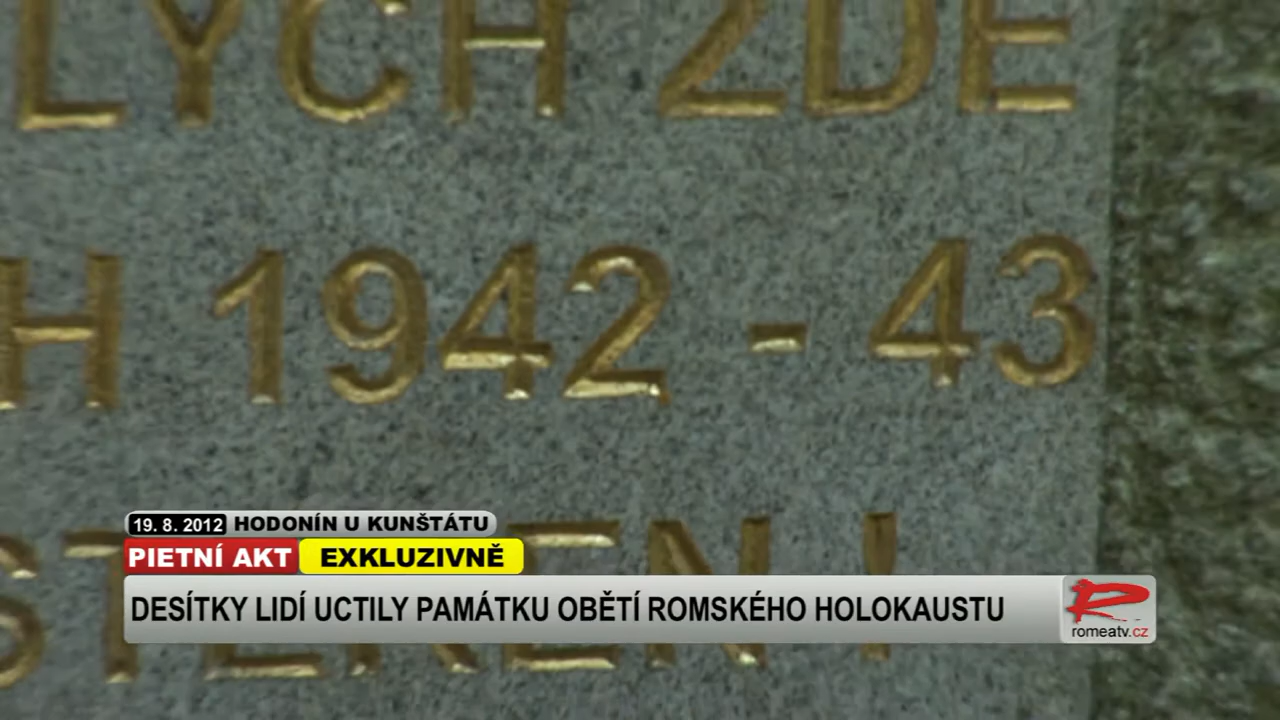 LÝCH ZDE
H 1942 - 43
19. 8. 2012 HODONÍN U KUNŠTÁTU
PIETNÍ AKT EXKLUZIVNĚ
DESÍTKY LIDÍ UCTILY PAMÁTKU OBĚTÍ ROMSKÉHO HOLOKAUSTU
romeatv.cz